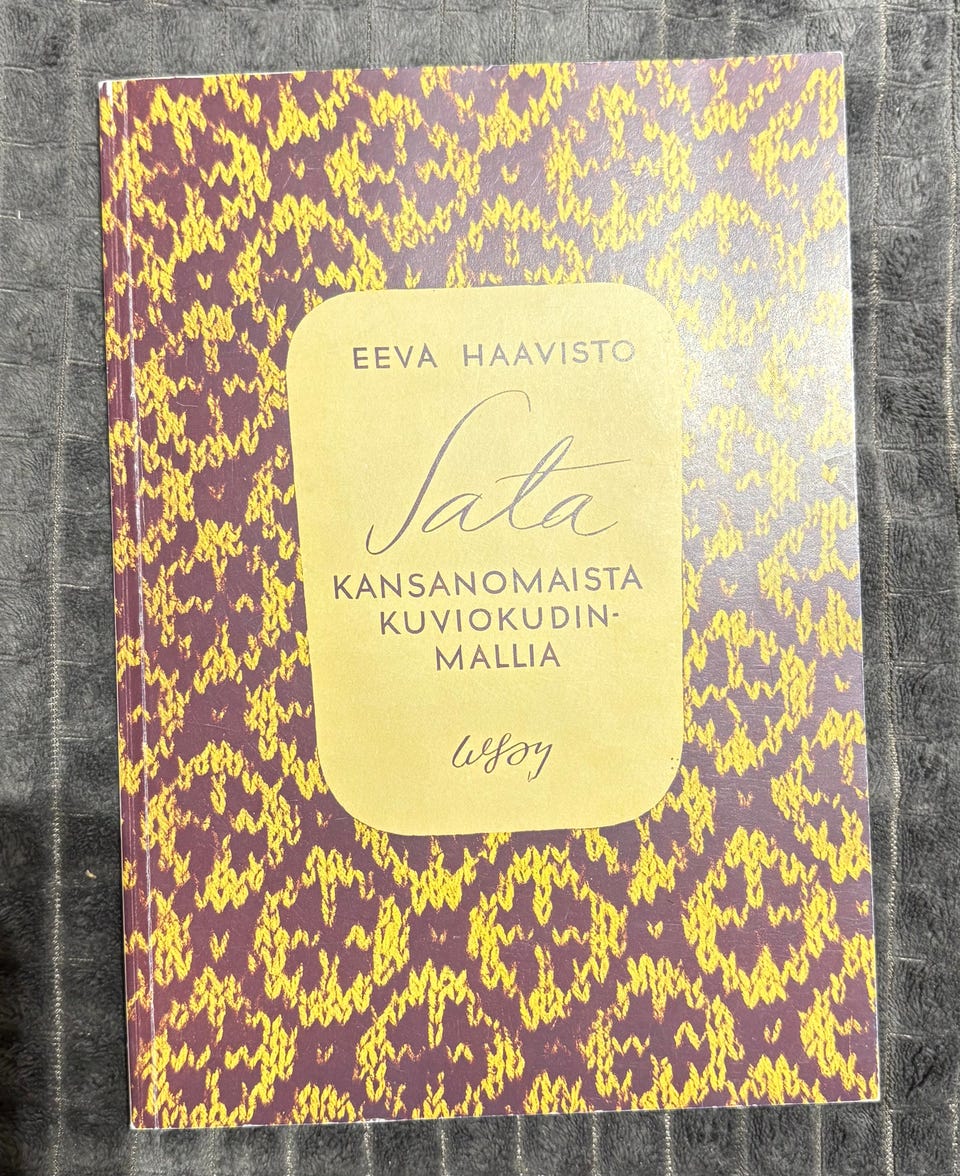 EEVA HAAVISTO
Sata
KANSANOMAISTA
KUVIOKUDIN-
MALLIA
wsoy